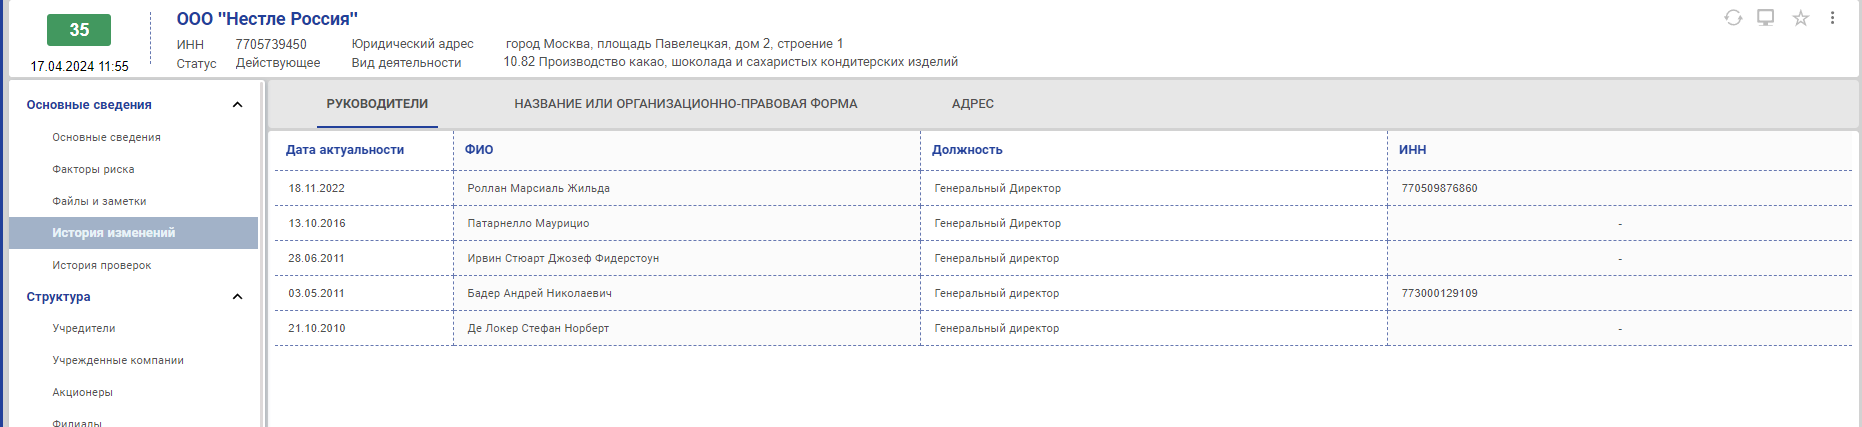 35
17.04.2024 11:55
ООО "Нестле Россия"
ИНН 7705739450 Юридический адрес город Москва, площадь Павелецкая, дом 2, строение 1
Статус Действующее Вид деятельности 10.82 Производство какао, шоколада и сахаристых кондитерских изделий
Основные сведения
Основные сведения
Факторы риска
Файлы и заметки
История изменений
История проверок
Структура
Учредители
Учрежденные компании
Акционеры
Филиалы
РУКОВОДИТЕЛИ НАЗВАНИЕ ИЛИ ОРГАНИЗАЦИОННО-ПРАВОВАЯ ФОРМА АДРЕС
Дата актуальности ФИО Должность ИНН
18.11.2022 Роллан Марсиаль Жильда Генеральный Директор 770509876860
13.10.2016 Патарнелло Маурицио Генеральный Директор -
28.06.2011 Ирвин Стюарт Джозеф Фидерстоун Генеральный директор -
03.05.2011 Бадер Андрей Николаевич Генеральный директор 773000129109
21.10.2010 Де Локер Стефан Норберт Генеральный директор -